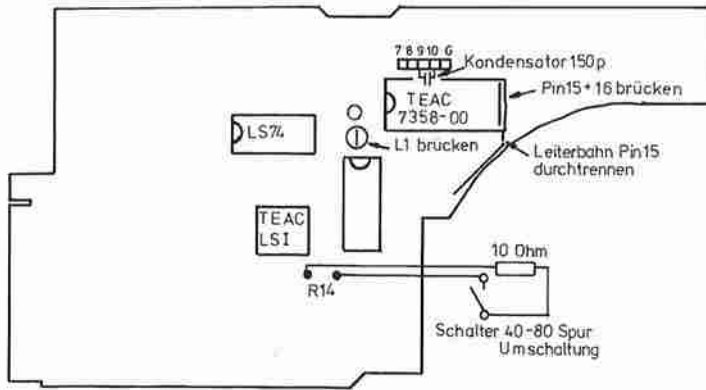 7 8 9 10 G
Kondensator 150p
TEAC
7358-00
Pin15+16 brücken
LS74
L1 brucken
Leiterbahn Pin15
durchtrennen
TEAC
LSI
10 Ohm
R14
Schalter 40-80 Spur
Umschaltung